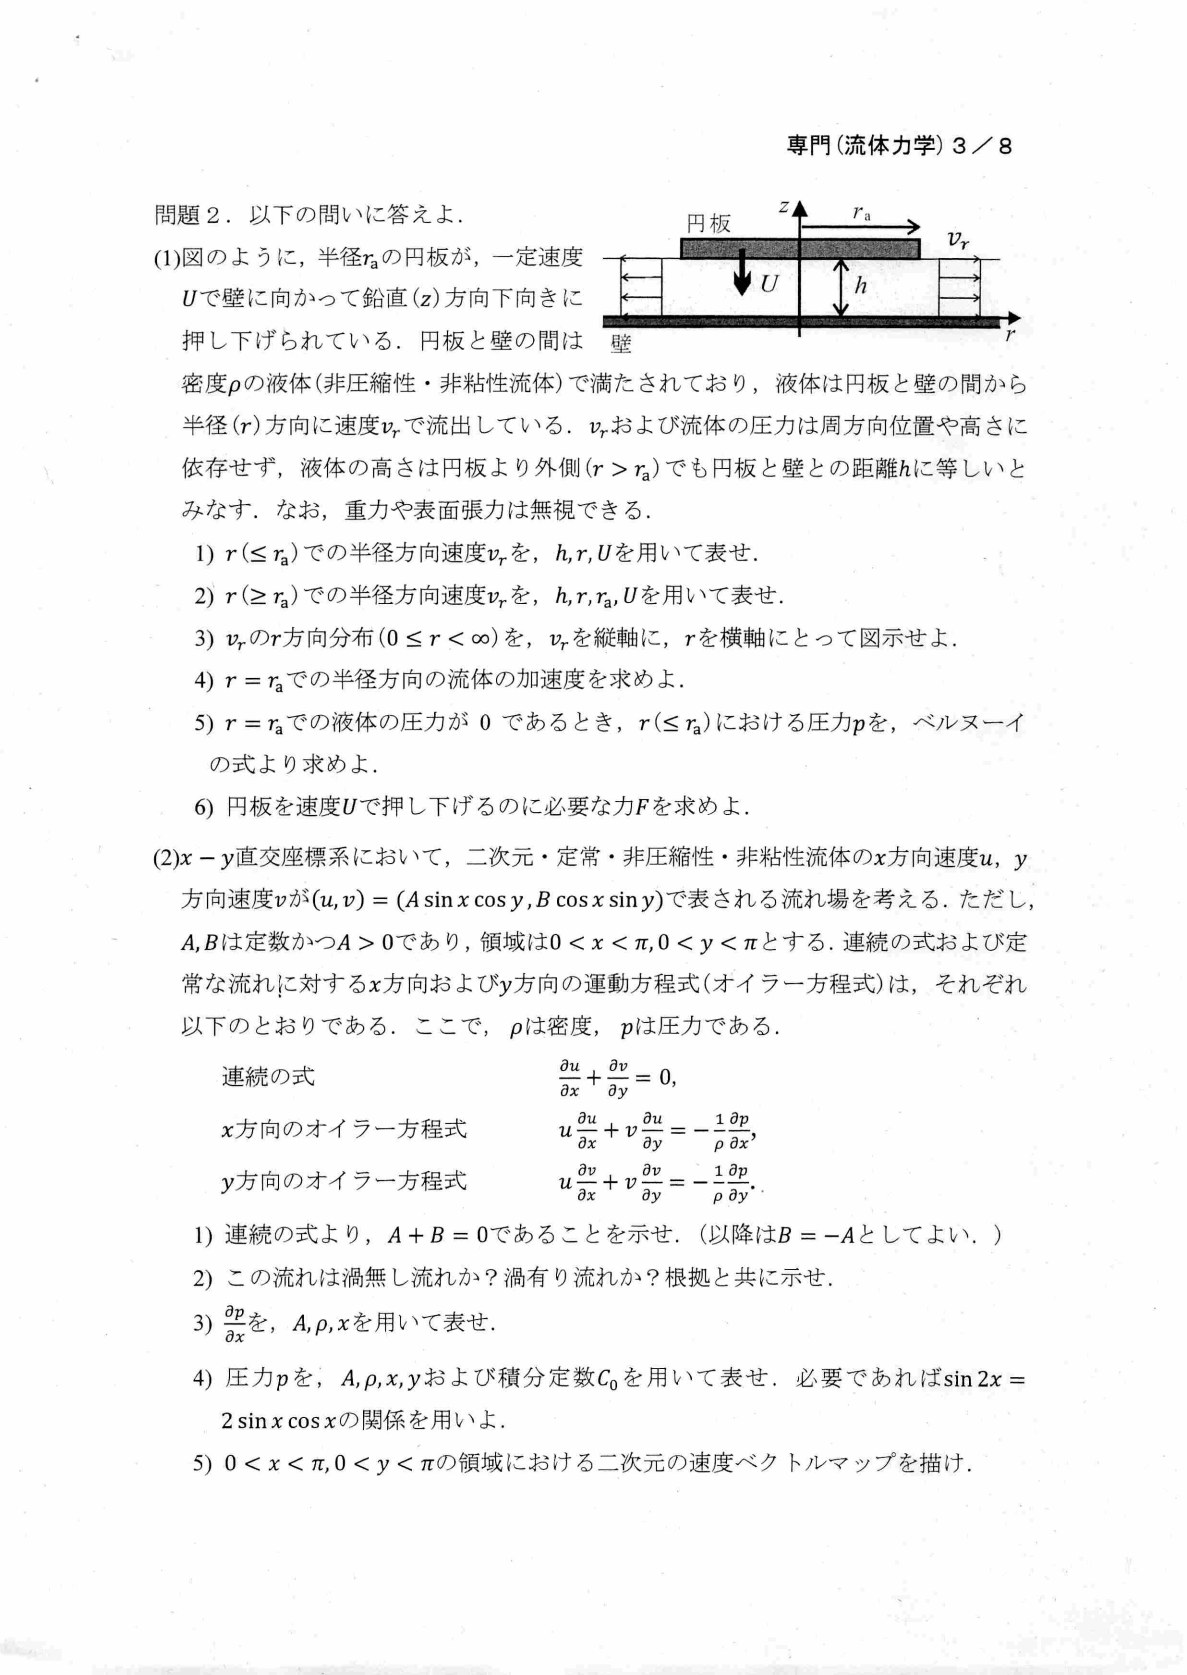 専門(流体力学)3／8
問題2．以下の問いに答えよ．
円板
z
r_a
v_r
U
h
壁
r
(1)図のように，半径r_aの円板が，一定速度
Uで壁に向かって鉛直(z)方向下向きに
押し下げられている．円板と壁の間は
密度ρの液体(非圧縮性・非粘性流体)で満たされており，液体は円板と壁の間から
半径(r)方向に速度v_rで流出している．v_rおよび流体の圧力は周方向位置や高さに
依存せず，液体の高さは円板より外側(r > r_a)でも円板と壁との距離hに等しいと
みなす．なお，重力や表面張力は無視できる．
1) r(≤ r_a)での半径方向速度v_rを，h, r, Uを用いて表せ．
2) r(≥ r_a)での半径方向速度v_rを，h, r, r_a, Uを用いて表せ．
3) v_rのr方向分布(0 ≤ r < ∞)を，v_rを縦軸に，rを横軸にとって図示せよ．
4) r = r_aでの半径方向の流体の加速度を求めよ．
5) r = r_aでの液体の圧力が 0 であるとき，r(≤ r_a)における圧力pを，ベルヌーイ
の式より求めよ．
6) 円板を速度Uで押し下げるのに必要な力Fを求めよ．
(2)x − y直交座標系において，二次元・定常・非圧縮性・非粘性流体のx方向速度u，y
方向速度vが(u, v) = (A sin x cos y , B cos x sin y)で表される流れ場を考える．ただし，
A, Bは定数かつA > 0であり，領域は0 < x < π, 0 < y < πとする．連続の式および定
常な流れに対するx方向およびy方向の運動方程式(オイラー方程式)は，それぞれ
以下のとおりである．ここで，ρは密度，pは圧力である．
連続の式 ∂u/∂x + ∂v/∂y = 0,
x方向のオイラー方程式 u ∂u/∂x + v ∂u/∂y = − 1/ρ ∂p/∂x,
y方向のオイラー方程式 u ∂v/∂x + v ∂v/∂y = − 1/ρ ∂p/∂y.
1) 連続の式より，A + B = 0であることを示せ．（以降はB = −Aとしてよい．）
2) この流れは渦無し流れか？渦有り流れか？根拠と共に示せ．
3) ∂p/∂xを，A, ρ, xを用いて表せ．
4) 圧力pを，A, ρ, x, yおよび積分定数C_0を用いて表せ．必要であればsin 2x =
2 sin x cos xの関係を用いよ．
5) 0 < x < π, 0 < y < πの領域における二次元の速度ベクトルマップを描け．